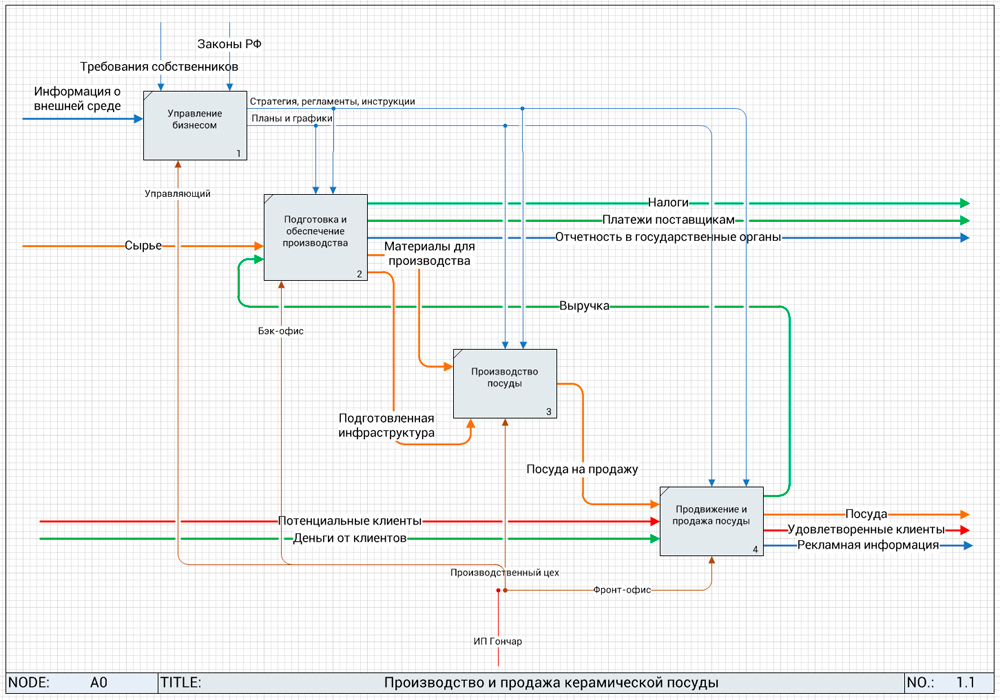 Законы РФ
Требования собственников
Информация о
внешней среде
Управление
бизнесом
1
Стратегия, регламенты, инструкции
Планы и графики
Управляющий
Подготовка и
обеспечение
производства
2
Налоги
Платежи поставщикам
Отчетность в государственные органы
Сырье
Материалы для
производства
Выручка
Бэк-офис
Производство
посуды
3
Подготовленная
инфраструктура
Посуда на продажу
Продвижение и
продажа посуды
4
Потенциальные клиенты
Деньги от клиентов
Посуда
Удовлетворенные клиенты
Рекламная информация
Производственный цех
Фронт-офис
ИП Гончар
NODE: A0 TITLE: Производство и продажа керамической посуды NO.: 1.1